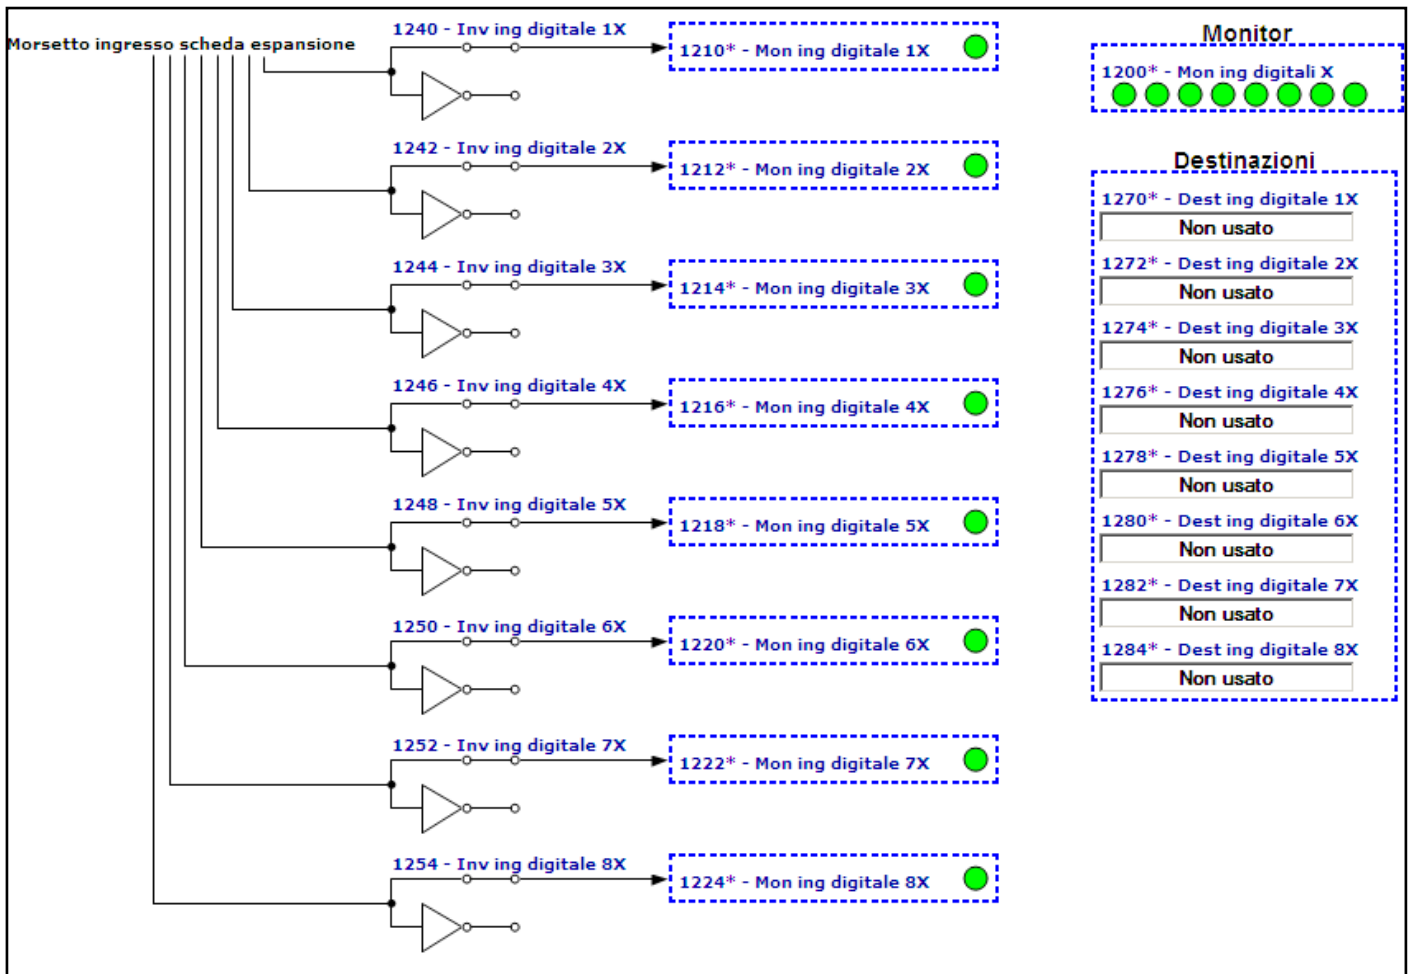 Morsetto ingresso scheda espansione
1240 - Inv ing digitale 1X
1210* - Mon ing digitale 1X
1242 - Inv ing digitale 2X
1212* - Mon ing digitale 2X
1244 - Inv ing digitale 3X
1214* - Mon ing digitale 3X
1246 - Inv ing digitale 4X
1216* - Mon ing digitale 4X
1248 - Inv ing digitale 5X
1218* - Mon ing digitale 5X
1250 - Inv ing digitale 6X
1220* - Mon ing digitale 6X
1252 - Inv ing digitale 7X
1222* - Mon ing digitale 7X
1254 - Inv ing digitale 8X
1224* - Mon ing digitale 8X
Monitor
1200* - Mon ing digitali X
Destinazioni
1270* - Dest ing digitale 1X
Non usato
1272* - Dest ing digitale 2X
Non usato
1274* - Dest ing digitale 3X
Non usato
1276* - Dest ing digitale 4X
Non usato
1278* - Dest ing digitale 5X
Non usato
1280* - Dest ing digitale 6X
Non usato
1282* - Dest ing digitale 7X
Non usato
1284* - Dest ing digitale 8X
Non usato